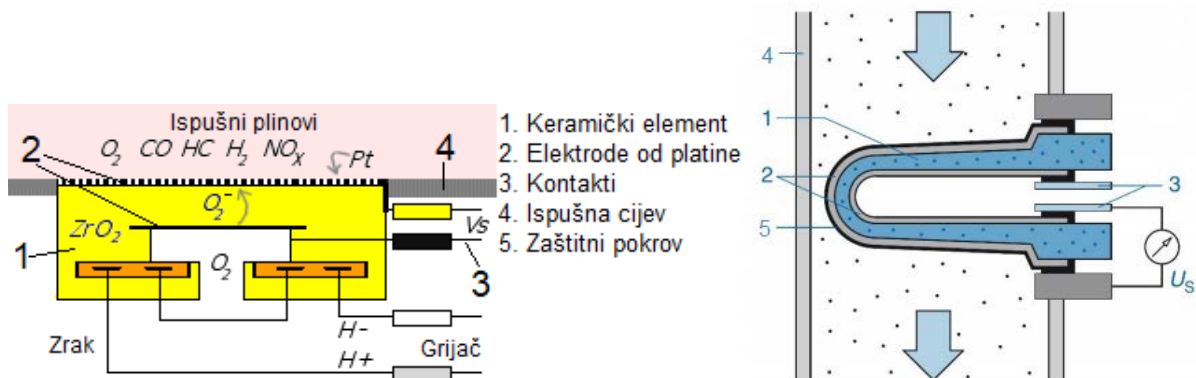 Ispušni plinovi
O₂ CO HC H₂ NOₓ
Pt
2
4
O₂⁻
ZrO₂
Vs
1
O₂
3
H-
Zrak
H+
Grijač
1. Keramički element
2. Elektrode od platine
3. Kontakti
4. Ispušna cijev
5. Zaštitni pokrov
4
1
2
3
5
Uₛ